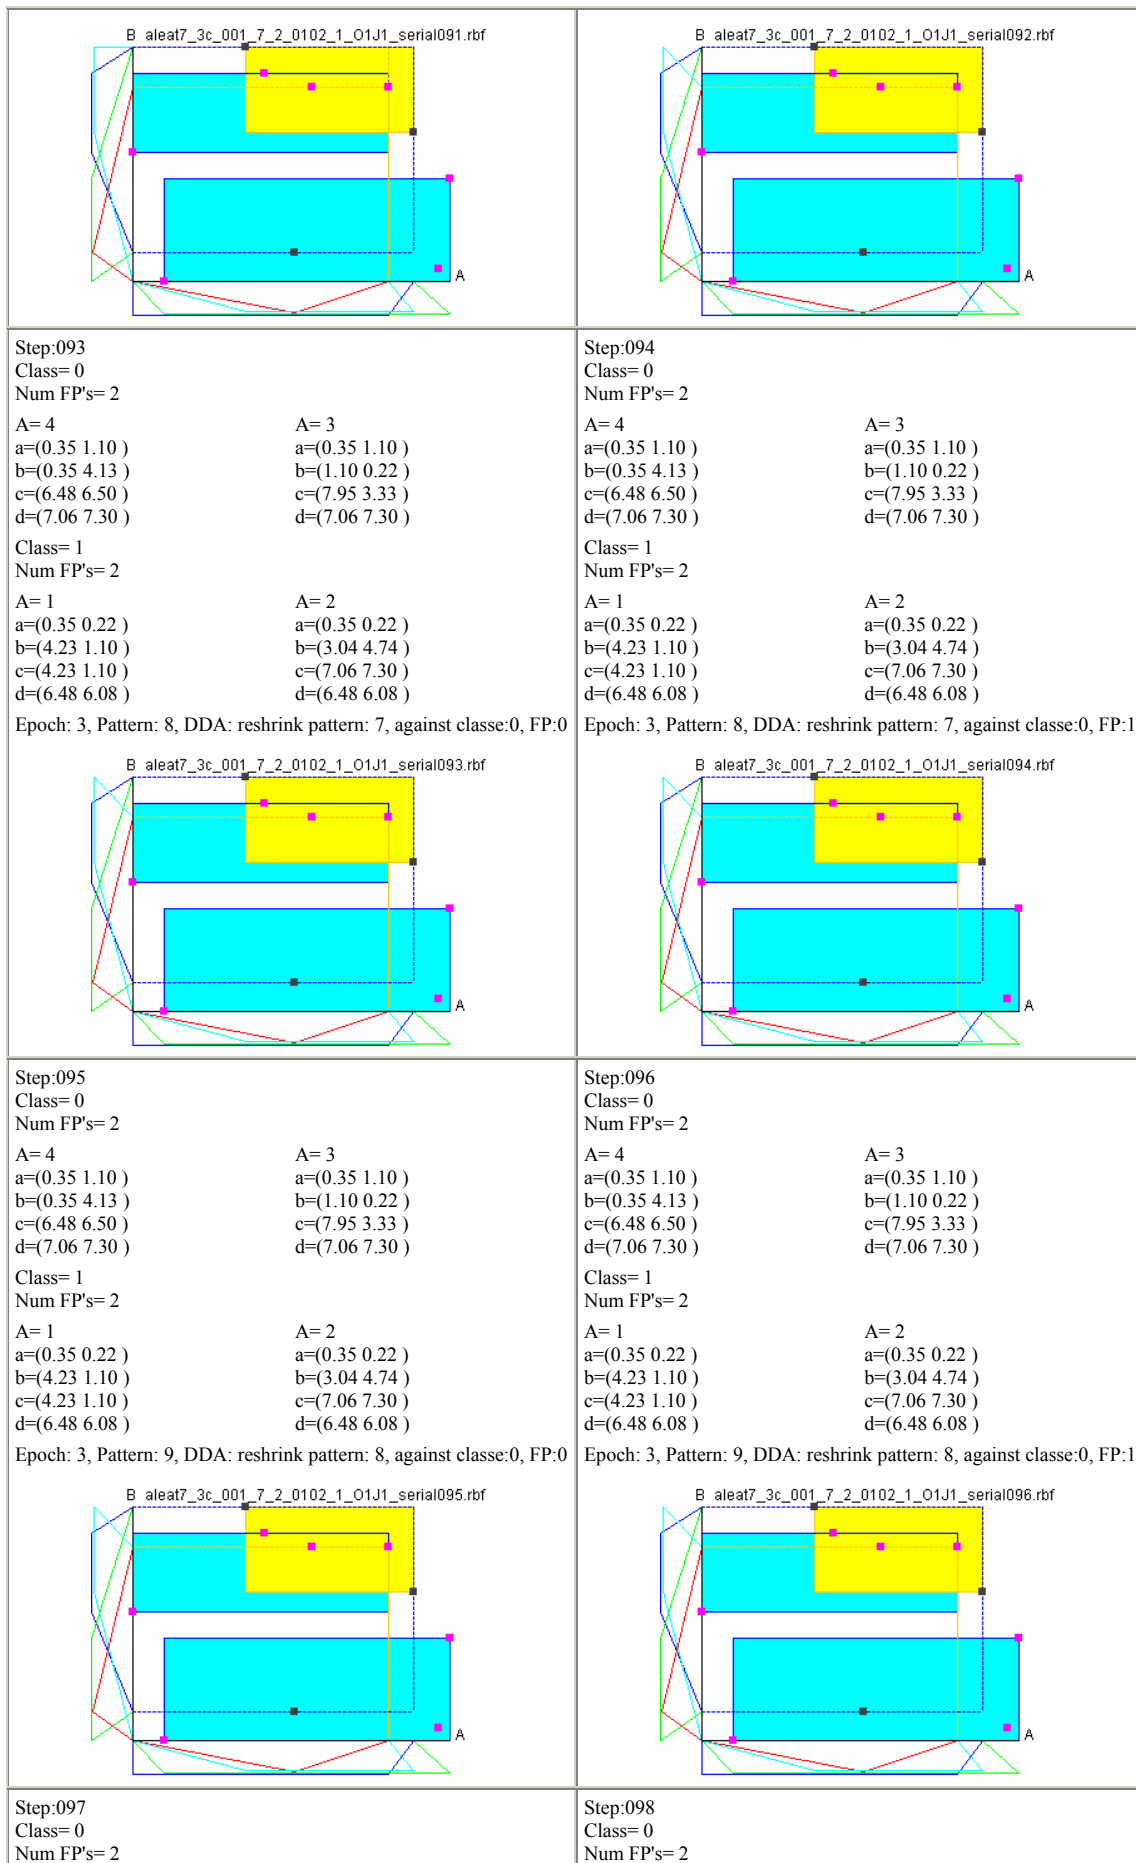 B aleat7_3c_001_7_2_0102_1_O1J1_serial091.rbf
A
B aleat7_3c_001_7_2_0102_1_O1J1_serial092.rbf
A
Step:093
Class= 0
Num FP's= 2
A= 4 A= 3
a=(0.35 1.10 ) a=(0.35 1.10 )
b=(0.35 4.13 ) b=(1.10 0.22 )
c=(6.48 6.50 ) c=(7.95 3.33 )
d=(7.06 7.30 ) d=(7.06 7.30 )
Class= 1
Num FP's= 2
A= 1 A= 2
a=(0.35 0.22 ) a=(0.35 0.22 )
b=(4.23 1.10 ) b=(3.04 4.74 )
c=(4.23 1.10 ) c=(7.06 7.30 )
d=(6.48 6.08 ) d=(6.48 6.08 )
Epoch: 3, Pattern: 8, DDA: reshrink pattern: 7, against classe:0, FP:0
B aleat7_3c_001_7_2_0102_1_O1J1_serial093.rbf
A
Step:094
Class= 0
Num FP's= 2
A= 4 A= 3
a=(0.35 1.10 ) a=(0.35 1.10 )
b=(0.35 4.13 ) b=(1.10 0.22 )
c=(6.48 6.50 ) c=(7.95 3.33 )
d=(7.06 7.30 ) d=(7.06 7.30 )
Class= 1
Num FP's= 2
A= 1 A= 2
a=(0.35 0.22 ) a=(0.35 0.22 )
b=(4.23 1.10 ) b=(3.04 4.74 )
c=(4.23 1.10 ) c=(7.06 7.30 )
d=(6.48 6.08 ) d=(6.48 6.08 )
Epoch: 3, Pattern: 8, DDA: reshrink pattern: 7, against classe:0, FP:1
B aleat7_3c_001_7_2_0102_1_O1J1_serial094.rbf
A
Step:095
Class= 0
Num FP's= 2
A= 4 A= 3
a=(0.35 1.10 ) a=(0.35 1.10 )
b=(0.35 4.13 ) b=(1.10 0.22 )
c=(6.48 6.50 ) c=(7.95 3.33 )
d=(7.06 7.30 ) d=(7.06 7.30 )
Class= 1
Num FP's= 2
A= 1 A= 2
a=(0.35 0.22 ) a=(0.35 0.22 )
b=(4.23 1.10 ) b=(3.04 4.74 )
c=(4.23 1.10 ) c=(7.06 7.30 )
d=(6.48 6.08 ) d=(6.48 6.08 )
Epoch: 3, Pattern: 9, DDA: reshrink pattern: 8, against classe:0, FP:0
B aleat7_3c_001_7_2_0102_1_O1J1_serial095.rbf
A
Step:096
Class= 0
Num FP's= 2
A= 4 A= 3
a=(0.35 1.10 ) a=(0.35 1.10 )
b=(0.35 4.13 ) b=(1.10 0.22 )
c=(6.48 6.50 ) c=(7.95 3.33 )
d=(7.06 7.30 ) d=(7.06 7.30 )
Class= 1
Num FP's= 2
A= 1 A= 2
a=(0.35 0.22 ) a=(0.35 0.22 )
b=(4.23 1.10 ) b=(3.04 4.74 )
c=(4.23 1.10 ) c=(7.06 7.30 )
d=(6.48 6.08 ) d=(6.48 6.08 )
Epoch: 3, Pattern: 9, DDA: reshrink pattern: 8, against classe:0, FP:1
B aleat7_3c_001_7_2_0102_1_O1J1_serial096.rbf
A
Step:097
Class= 0
Num FP's= 2
Step:098
Class= 0
Num FP's= 2